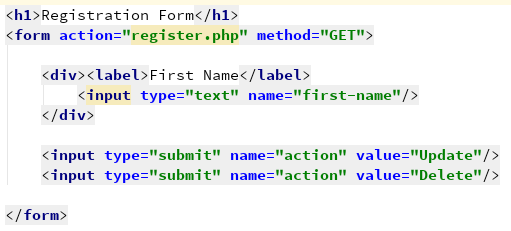 <h1>Registration Form</h1>
<form action="register.php" method="GET">
<div><label>First Name</label>
<input type="text" name="first-name"/>
</div>
<input type="submit" name="action" value="Update"/>
<input type="submit" name="action" value="Delete"/>
</form>